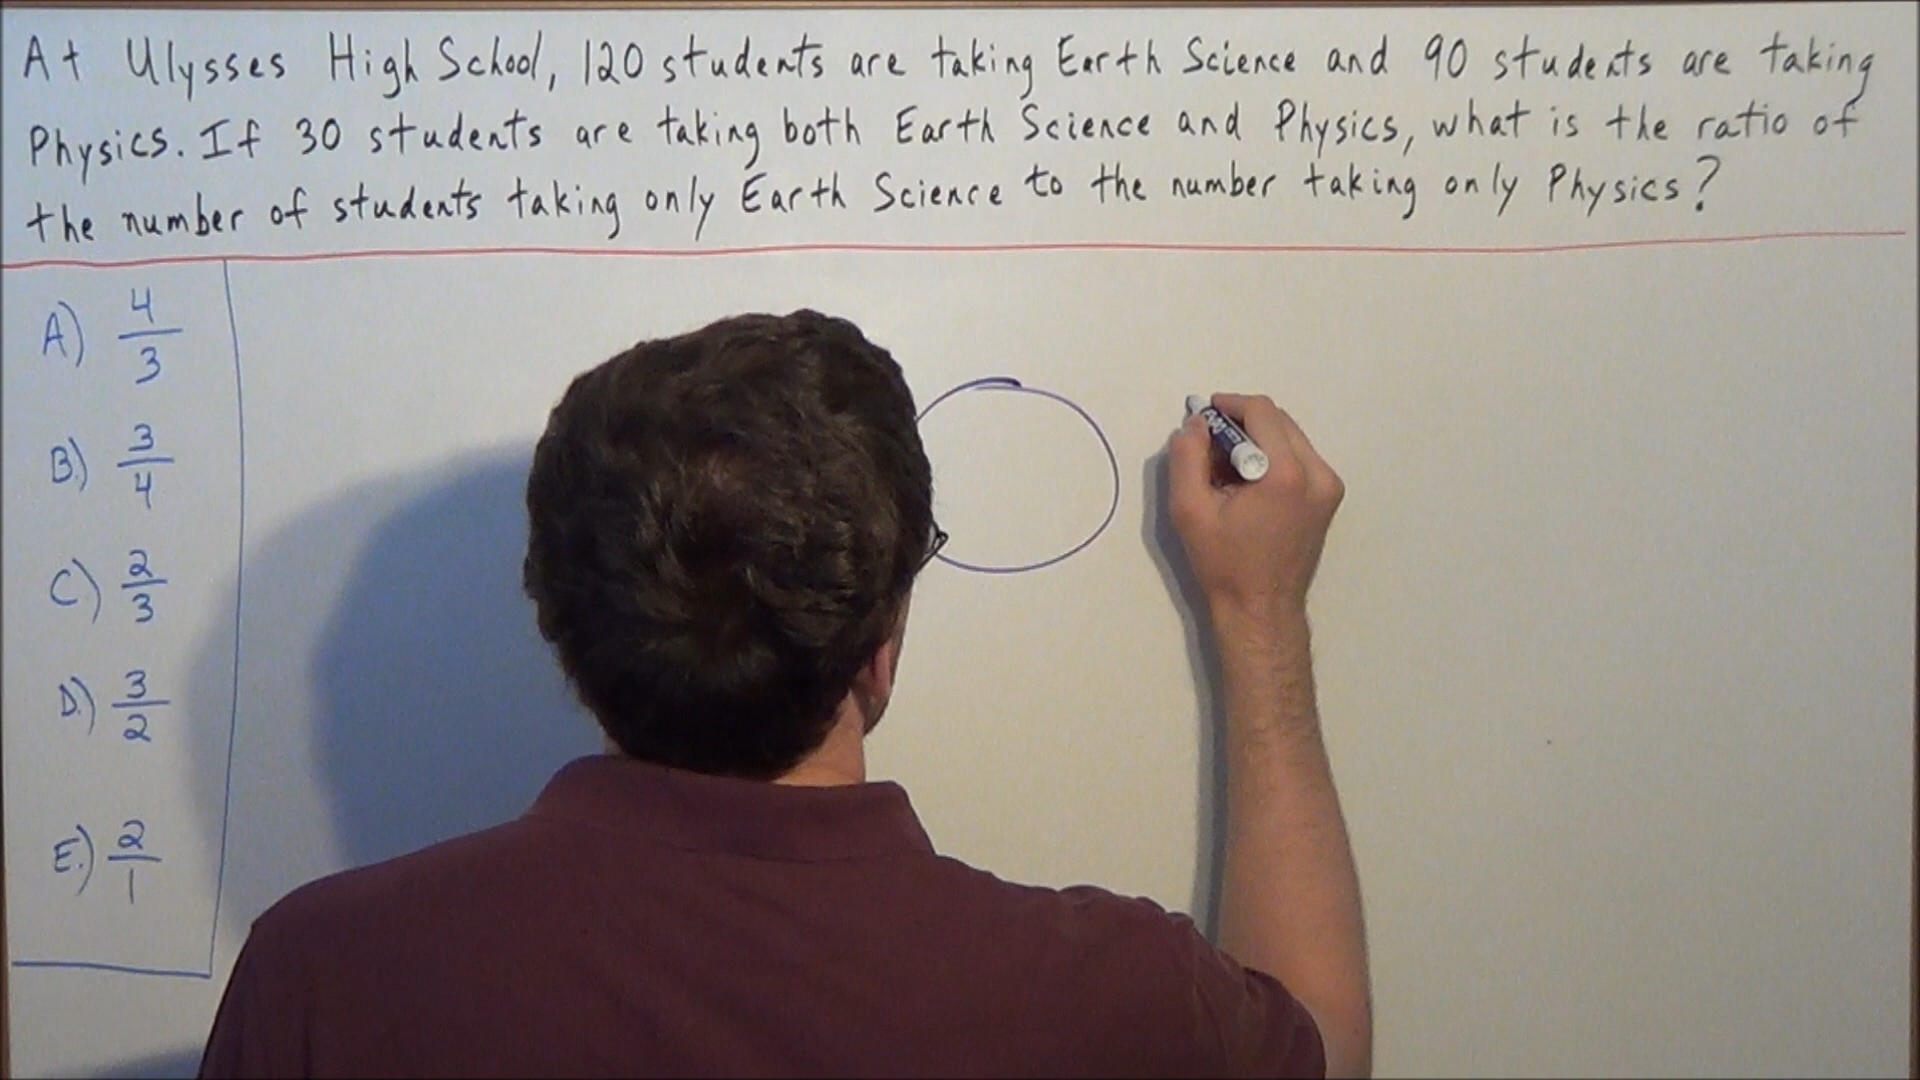 At Ulysses High School, 120 students are taking Earth Science and 90 students are taking
Physics. If 30 students are taking both Earth Science and Physics, what is the ratio of
the number of students taking only Earth Science to the number taking only Physics?
A) 4/3
B.) 3/4
C) 2/3
D.) 3/2
E.) 2/1